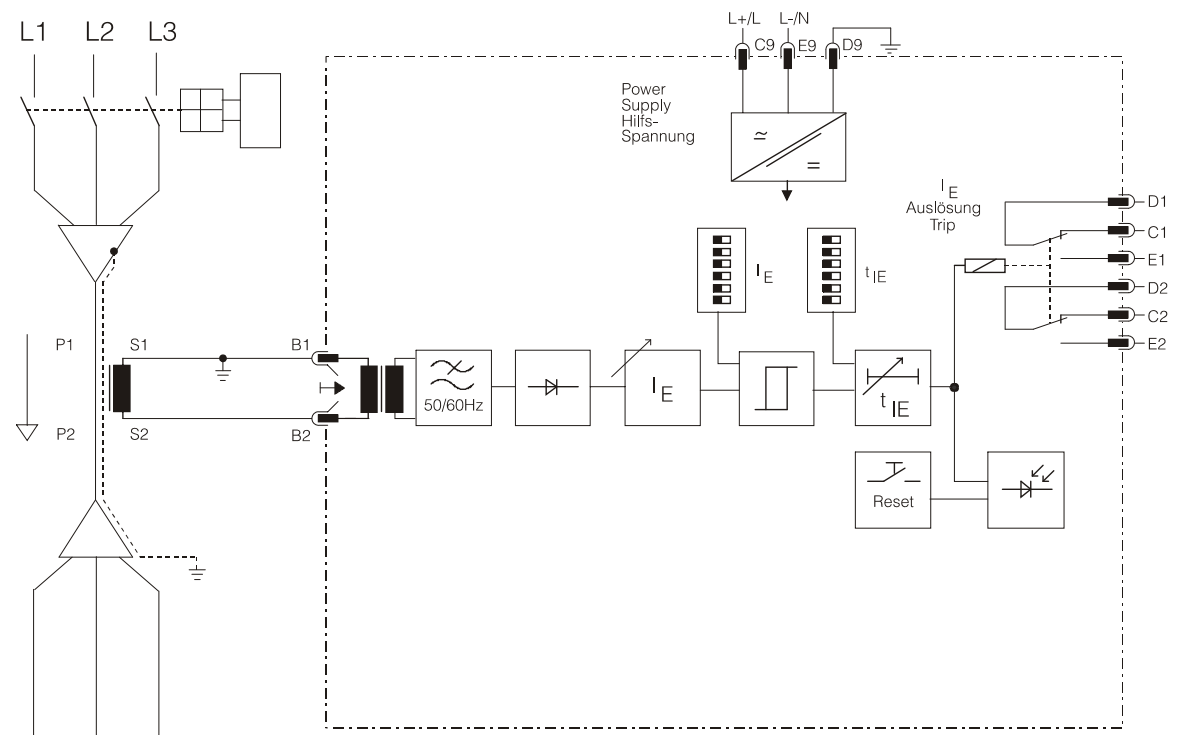 L1 L2 L3
L+/L L-/N
C9 E9 D9
Power
Supply
Hilfs-
Spannung
I E
Auslösung
Trip
D1
C1
E1
D2
C2
E2
I E
t IE
P1 S1 B1
P2 S2 B2
50/60Hz
I E
t IE
Reset